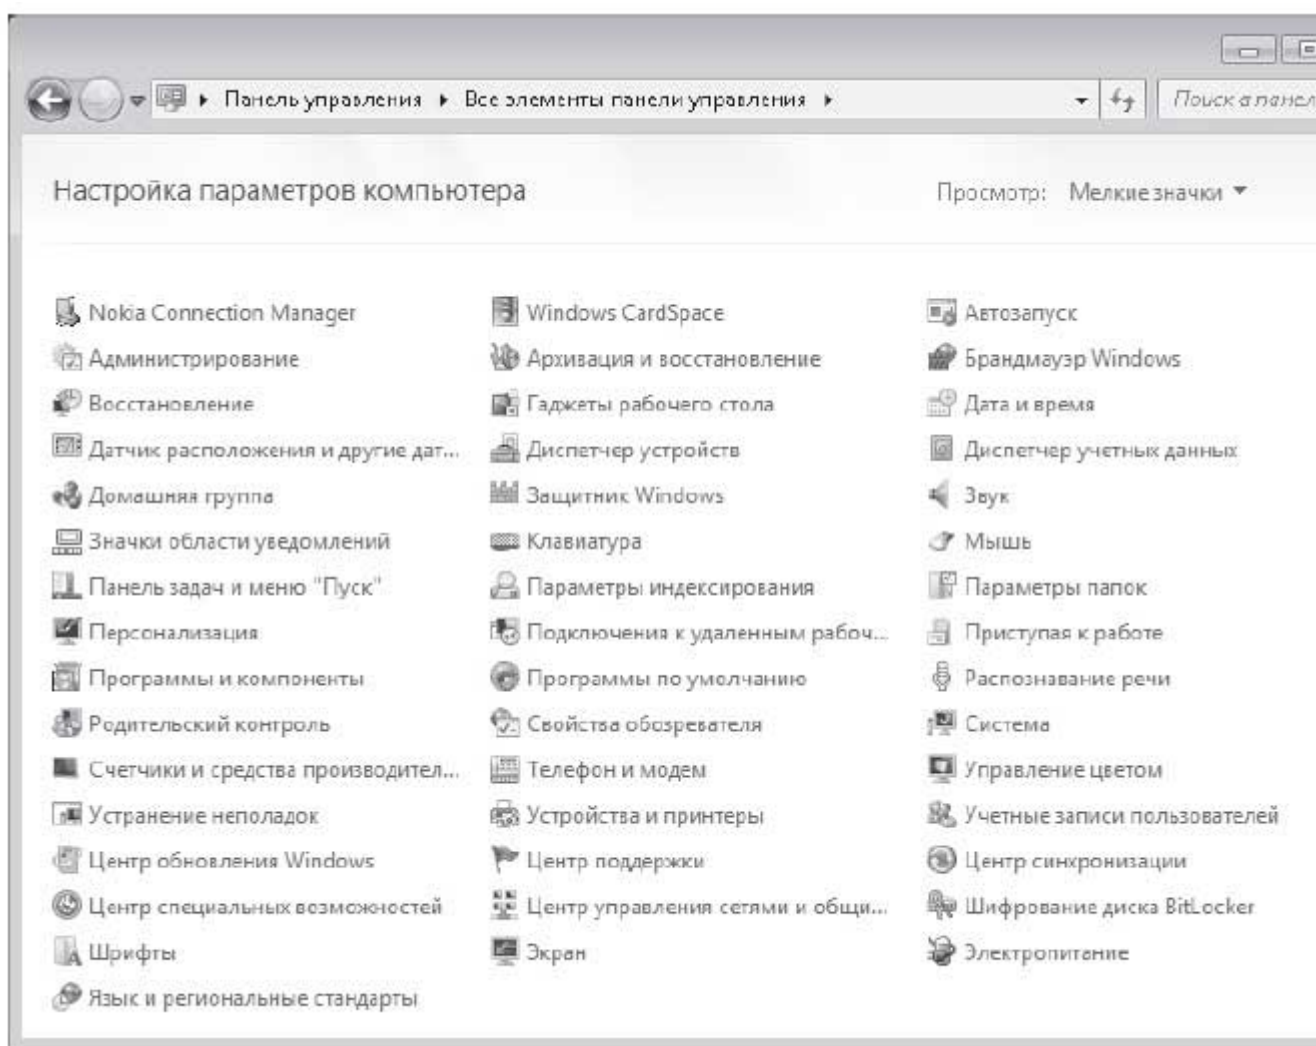 Панель управления Все элементы панели управления Поиск в панел
Настройка параметров компьютера Просмотр: Мелкие значки
Nokia Connection Manager Windows CardSpace Автозапуск
Администрирование Архивация и восстановление Брандмауэр Windows
Восстановление Гаджеты рабочего стола Дата и время
Датчик расположения и другие дат... Диспетчер устройств Диспетчер учетных данных
Домашняя группа Защитник Windows Звук
Значки области уведомлений Клавиатура Мышь
Панель задач и меню "Пуск" Параметры индексирования Параметры папок
Персонализация Подключения к удаленным рабоч... Приступая к работе
Программы и компоненты Программы по умолчанию Распознавание речи
Родительский контроль Свойства обозревателя Система
Счетчики и средства производител... Телефон и модем Управление цветом
Устранение неполадок Устройства и принтеры Учетные записи пользователей
Центр обновления Windows Центр поддержки Центр синхронизации
Центр специальных возможностей Центр управления сетями и общи... Шифрование диска BitLocker
Шрифты Экран Электропитание
Язык и региональные стандарты